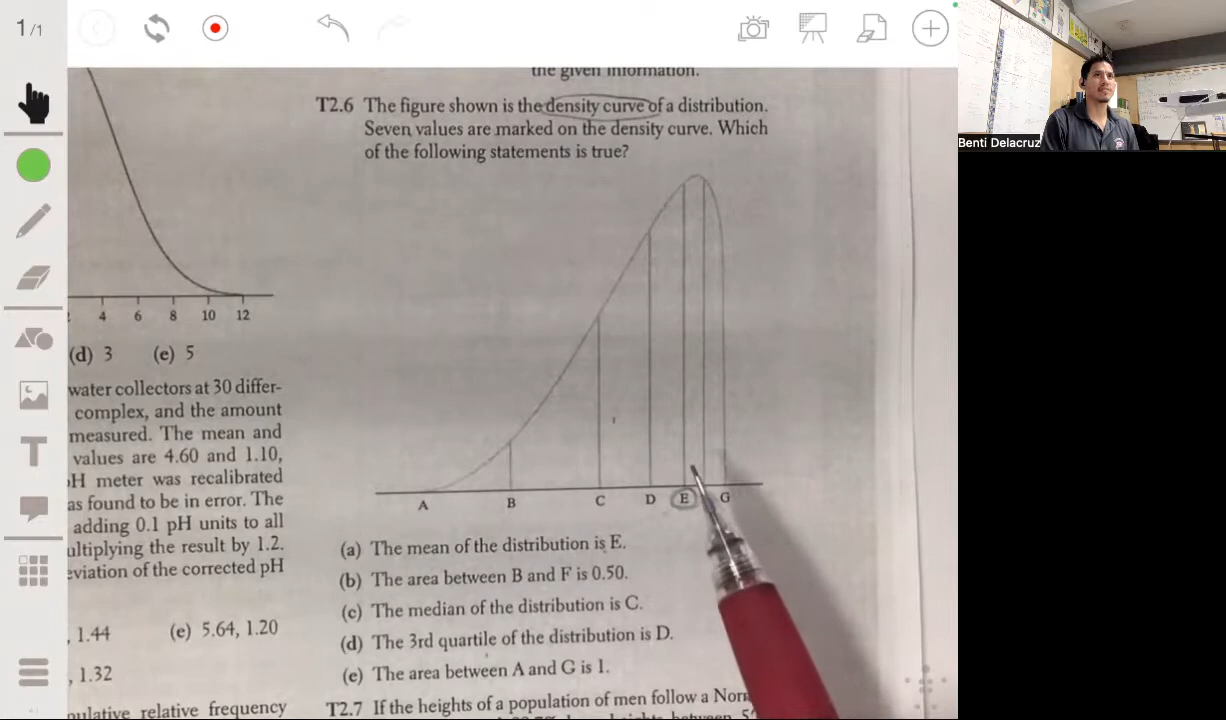 1/1
the given information.
T2.6 The figure shown is the density curve of a distribution.
Seven values are marked on the density curve. Which
of the following statements is true?
Benti Delacruz
4 6 8 10 12
(d) 3 (e) 5
water collectors at 30 differ-
complex, and the amount
measured. The mean and
values are 4.60 and 1.10,
pH meter was recalibrated
as found to be in error. The
adding 0.1 pH units to all
ultiplying the result by 1.2.
eviation of the corrected pH
, 1.44 (e) 5.64, 1.20
, 1.32
ulative relative frequency
A B C D E G
(a) The mean of the distribution is E.
(b) The area between B and F is 0.50.
(c) The median of the distribution is C.
(d) The 3rd quartile of the distribution is D.
(e) The area between A and G is 1.
T2.7 If the heights of a population of men follow a Nor
T